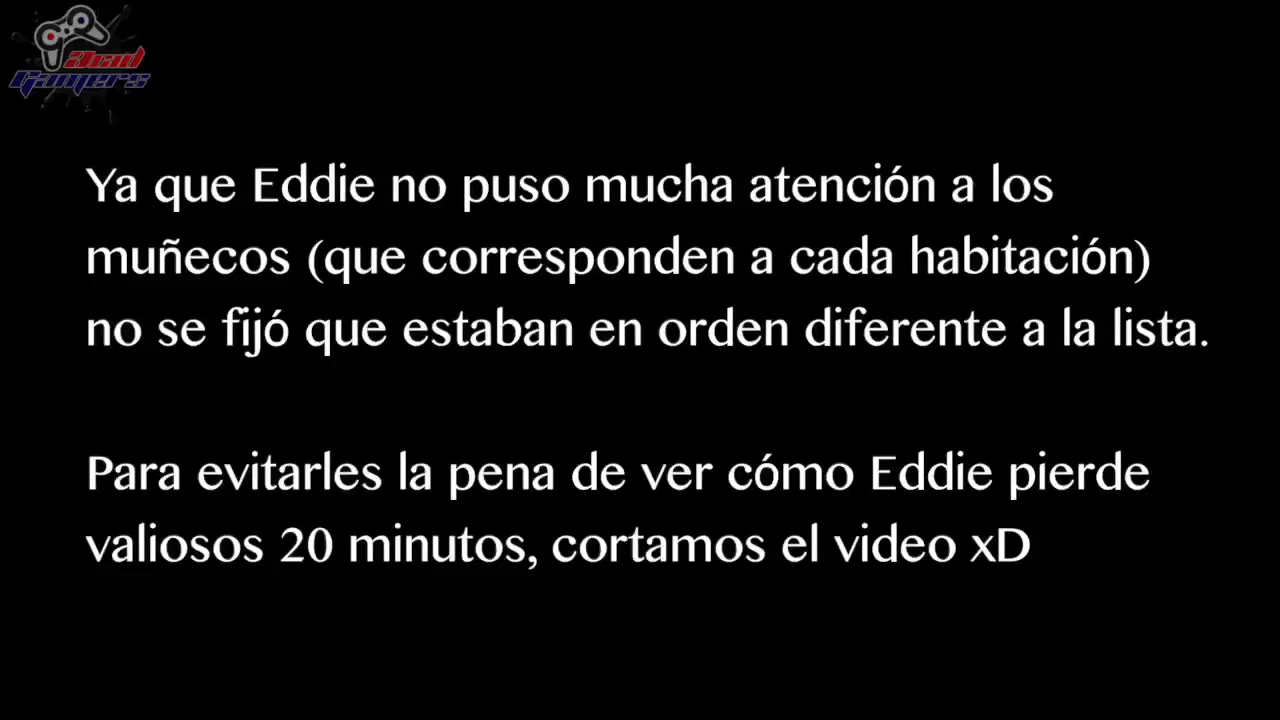 Acad
Gamers
Ya que Eddie no puso mucha atención a los
muñecos (que corresponden a cada habitación)
no se fijó que estaban en orden diferente a la lista.
Para evitarles la pena de ver cómo Eddie pierde
valiosos 20 minutos, cortamos el video xD